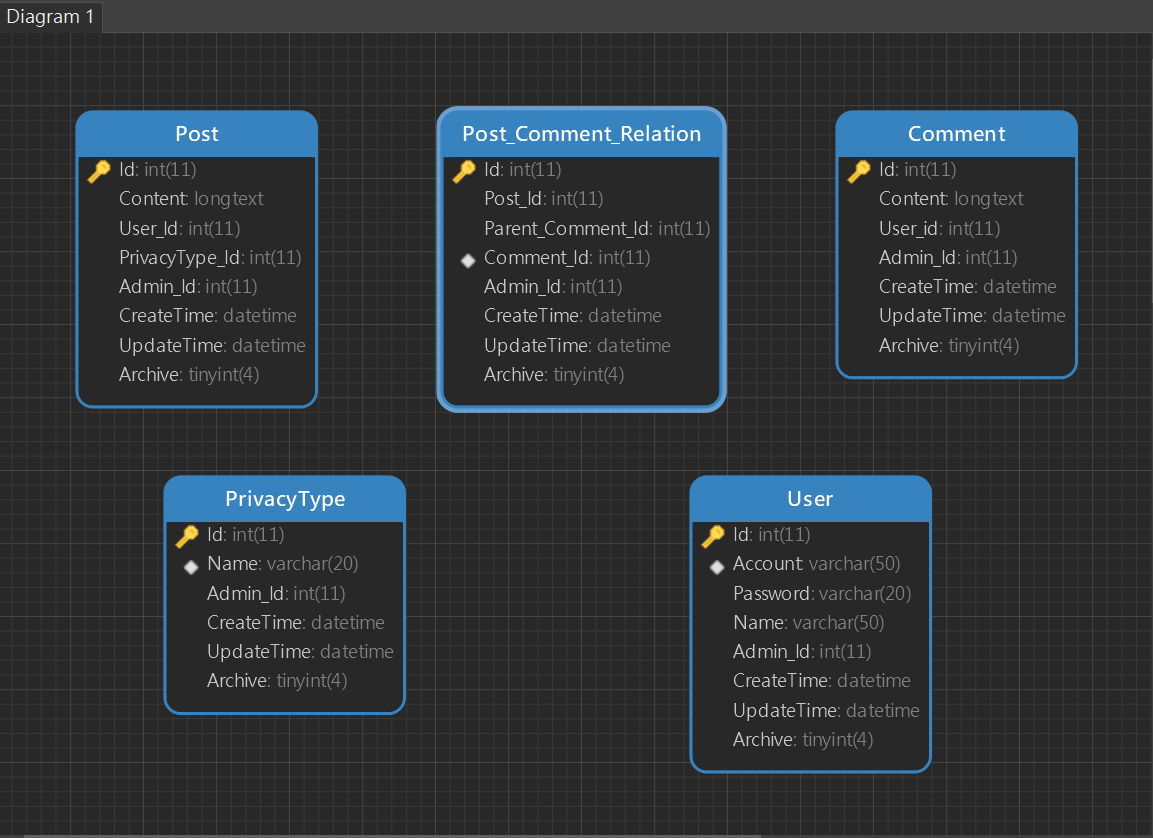 Diagram 1
Post
Id: int(11)
Content: longtext
User_Id: int(11)
PrivacyType_Id: int(11)
Admin_Id: int(11)
CreateTime: datetime
UpdateTime: datetime
Archive: tinyint(4)
Post_Comment_Relation
Id: int(11)
Post_Id: int(11)
Parent_Comment_Id: int(11)
Comment_Id: int(11)
Admin_Id: int(11)
CreateTime: datetime
UpdateTime: datetime
Archive: tinyint(4)
Comment
Id: int(11)
Content: longtext
User_id: int(11)
Admin_Id: int(11)
CreateTime: datetime
UpdateTime: datetime
Archive: tinyint(4)
PrivacyType
Id: int(11)
Name: varchar(20)
Admin_Id: int(11)
CreateTime: datetime
UpdateTime: datetime
Archive: tinyint(4)
User
Id: int(11)
Account: varchar(50)
Password: varchar(20)
Name: varchar(50)
Admin_Id: int(11)
CreateTime: datetime
UpdateTime: datetime
Archive: tinyint(4)